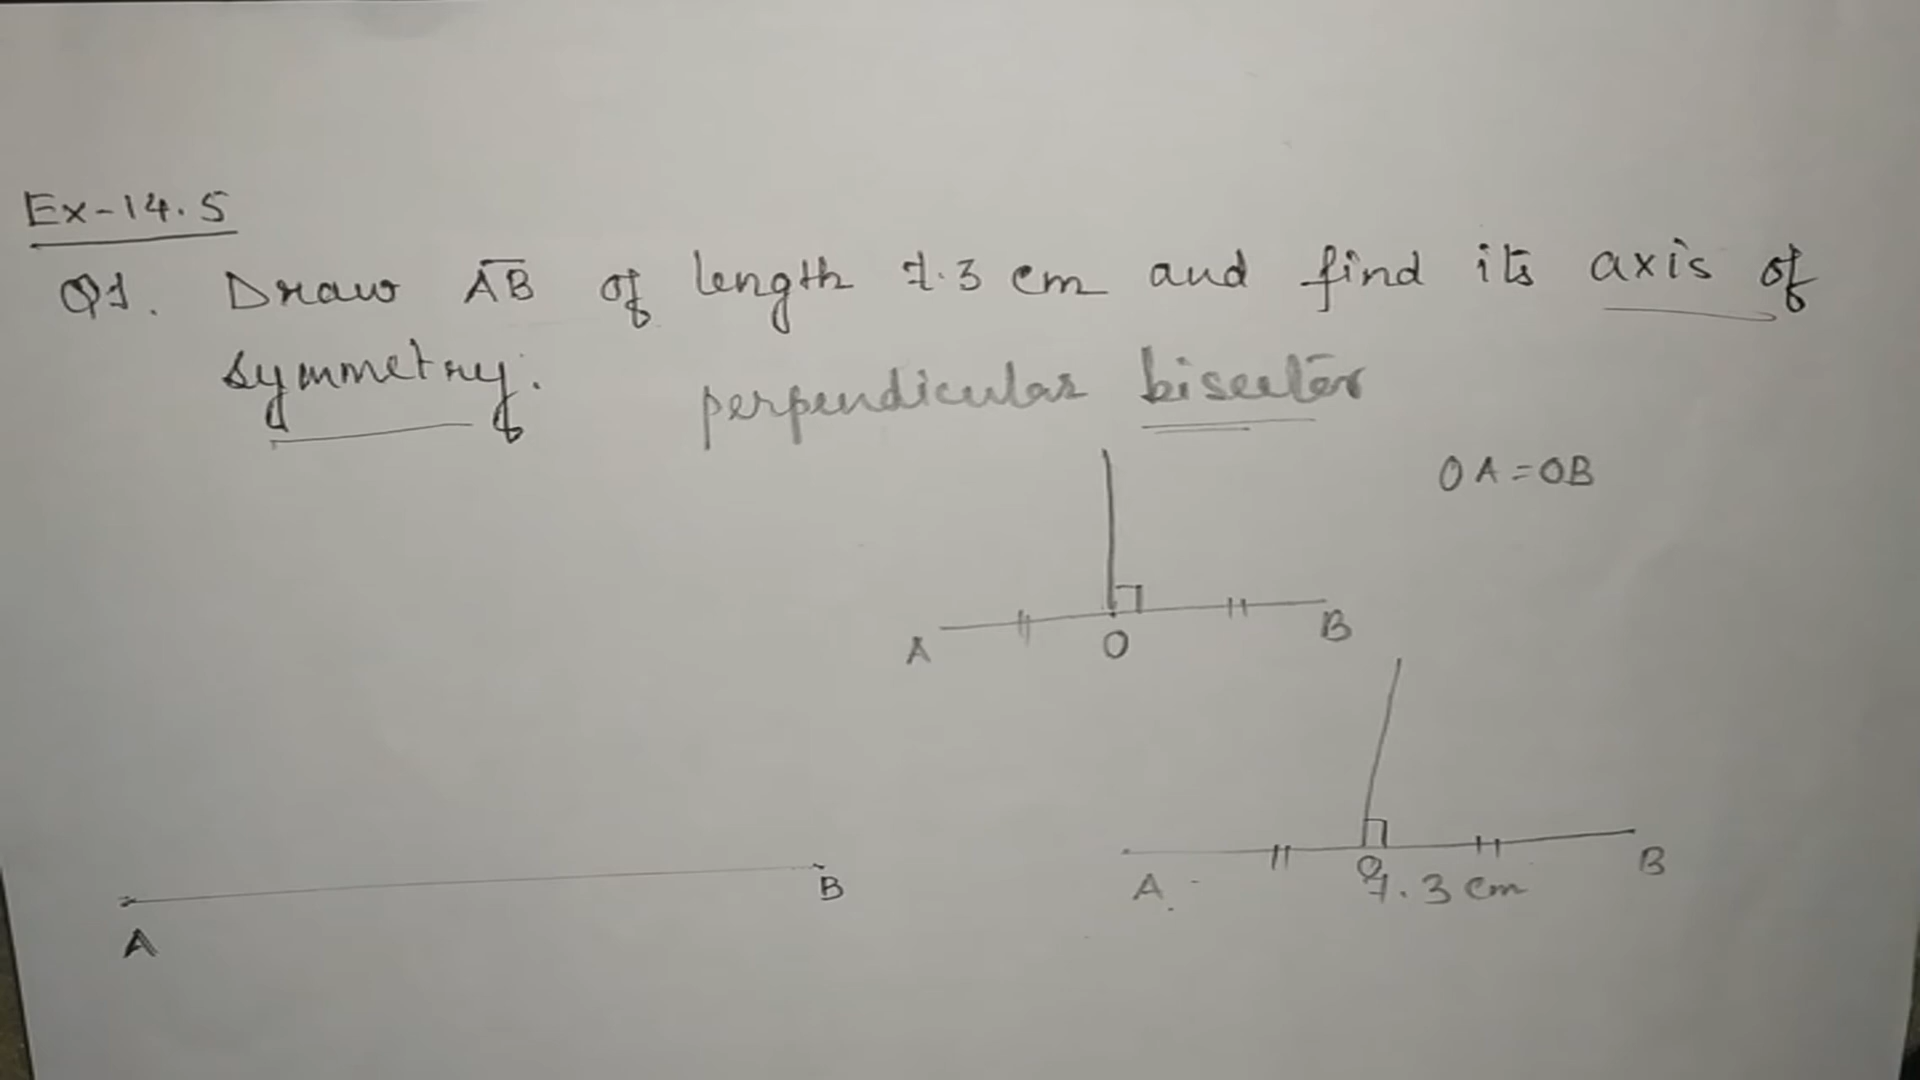 Ex-14.5
Q1. Draw A̅B̅ of length 7.3 cm and find its axis of
symmetry. perpendicular bisector
OA=OB
A O B
A O B
7.3 cm
A B